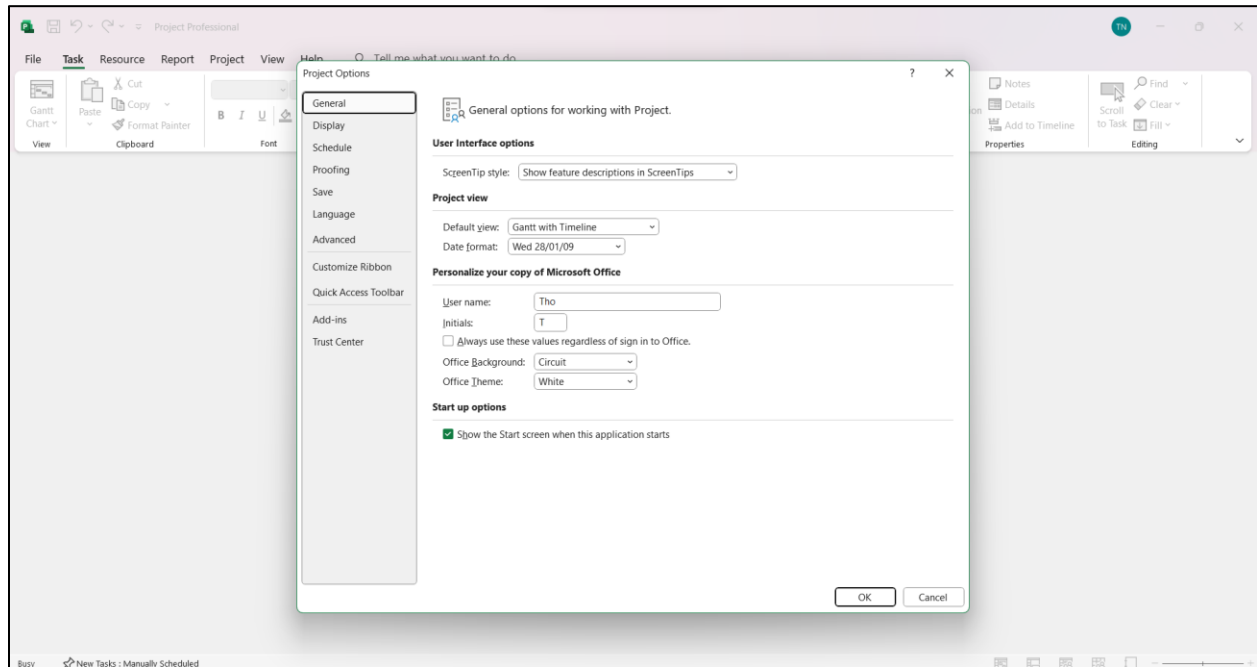 Project Professional
TN
File Task Resource Report Project View Help Tell me what you want to do
Gantt Chart
View
Paste
Cut
Copy
Format Painter
Clipboard
B I U
Font
Notes
Details
Add to Timeline
Properties
Scroll to Task
Find
Clear
Fill
Editing
Project Options
?
General
Display
Schedule
Proofing
Save
Language
Advanced
Customize Ribbon
Quick Access Toolbar
Add-ins
Trust Center
General options for working with Project.
User Interface options
ScreenTip style: Show feature descriptions in ScreenTips
Project view
Default view: Gantt with Timeline
Date format: Wed 28/01/09
Personalize your copy of Microsoft Office
User name: Tho
Initials: T
Always use these values regardless of sign in to Office.
Office Background: Circuit
Office Theme: White
Start up options
Show the Start screen when this application starts
OK Cancel
Busy New Tasks : Manually Scheduled